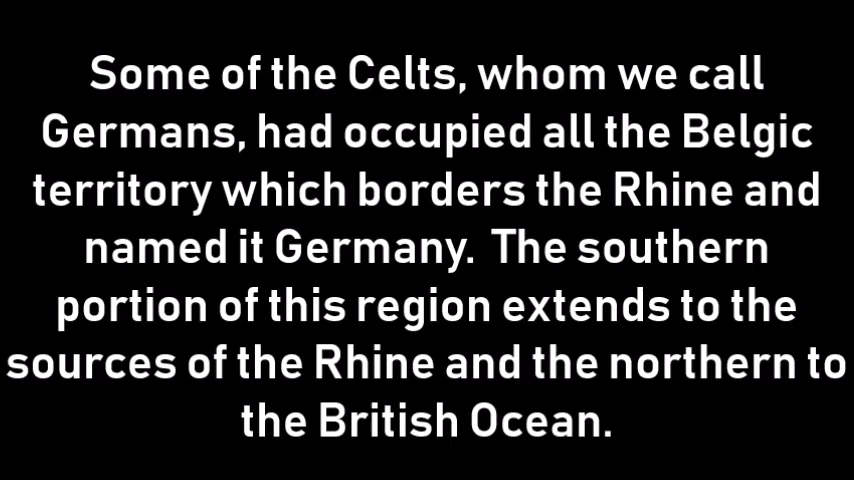 Some of the Celts, whom we call
Germans, had occupied all the Belgic
territory which borders the Rhine and
named it Germany.  The southern
portion of this region extends to the
sources of the Rhine and the northern to
the British Ocean.